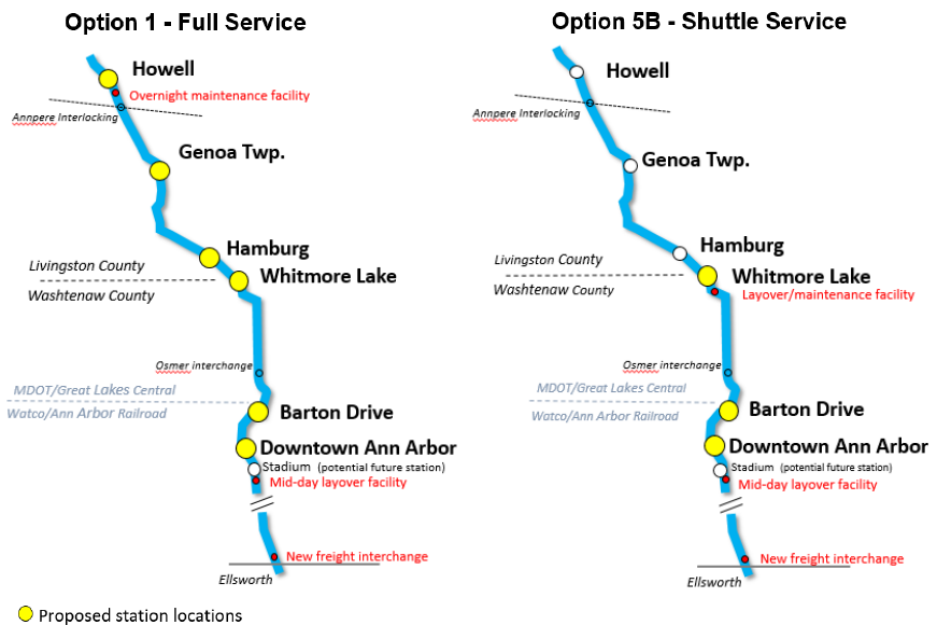 Option 1 - Full Service
Howell
Overnight maintenance facility
Annpere Interlocking
Genoa Twp.
Hamburg
Livingston County
Whitmore Lake
Washtenaw County
Osmer interchange
MDOT/Great Lakes Central
Watco/Ann Arbor Railroad
Barton Drive
Downtown Ann Arbor
Stadium (potential future station)
Mid-day layover facility
New freight interchange
Ellsworth
Proposed station locations
Option 5B - Shuttle Service
Howell
Annpere Interlocking
Genoa Twp.
Hamburg
Livingston County
Whitmore Lake
Washtenaw County
Layover/maintenance facility
Osmer interchange
MDOT/Great Lakes Central
Watco/Ann Arbor Railroad
Barton Drive
Downtown Ann Arbor
Stadium (potential future station)
Mid-day layover facility
New freight interchange
Ellsworth